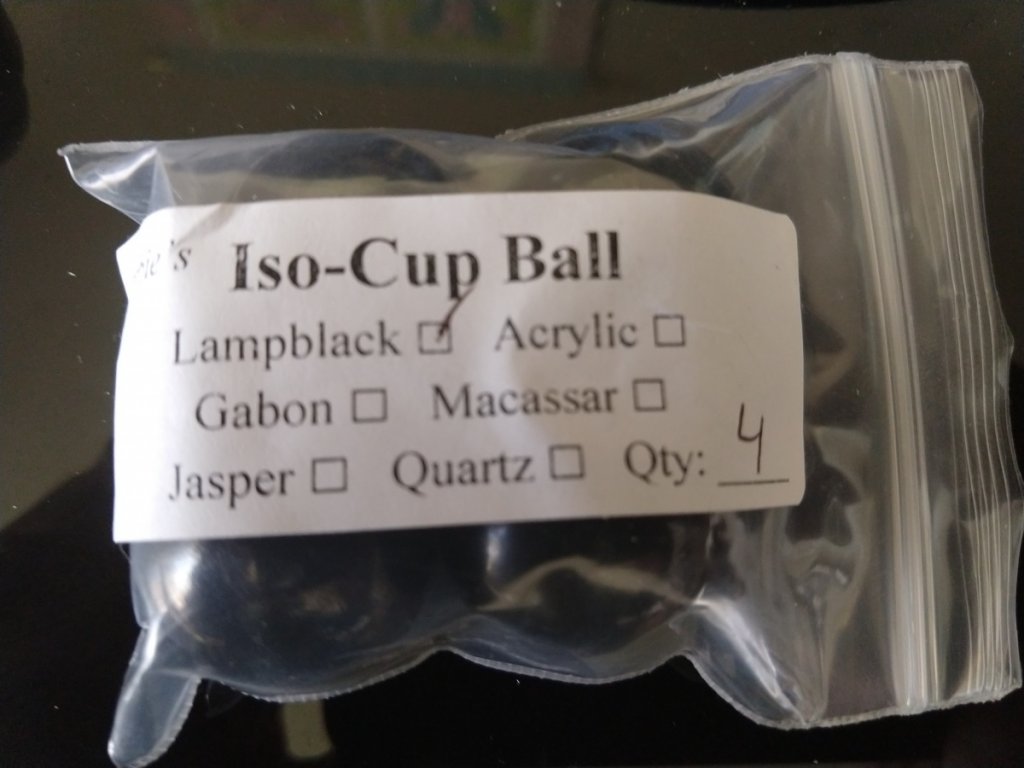 Iso-Cup Ball
Lampblack ☑ Acrylic ☐
Gabon ☐ Macassar ☐
Jasper ☐ Quartz ☐ Qty: 4